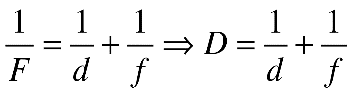 1/F = 1/d + 1/f ⇒ D = 1/d + 1/f